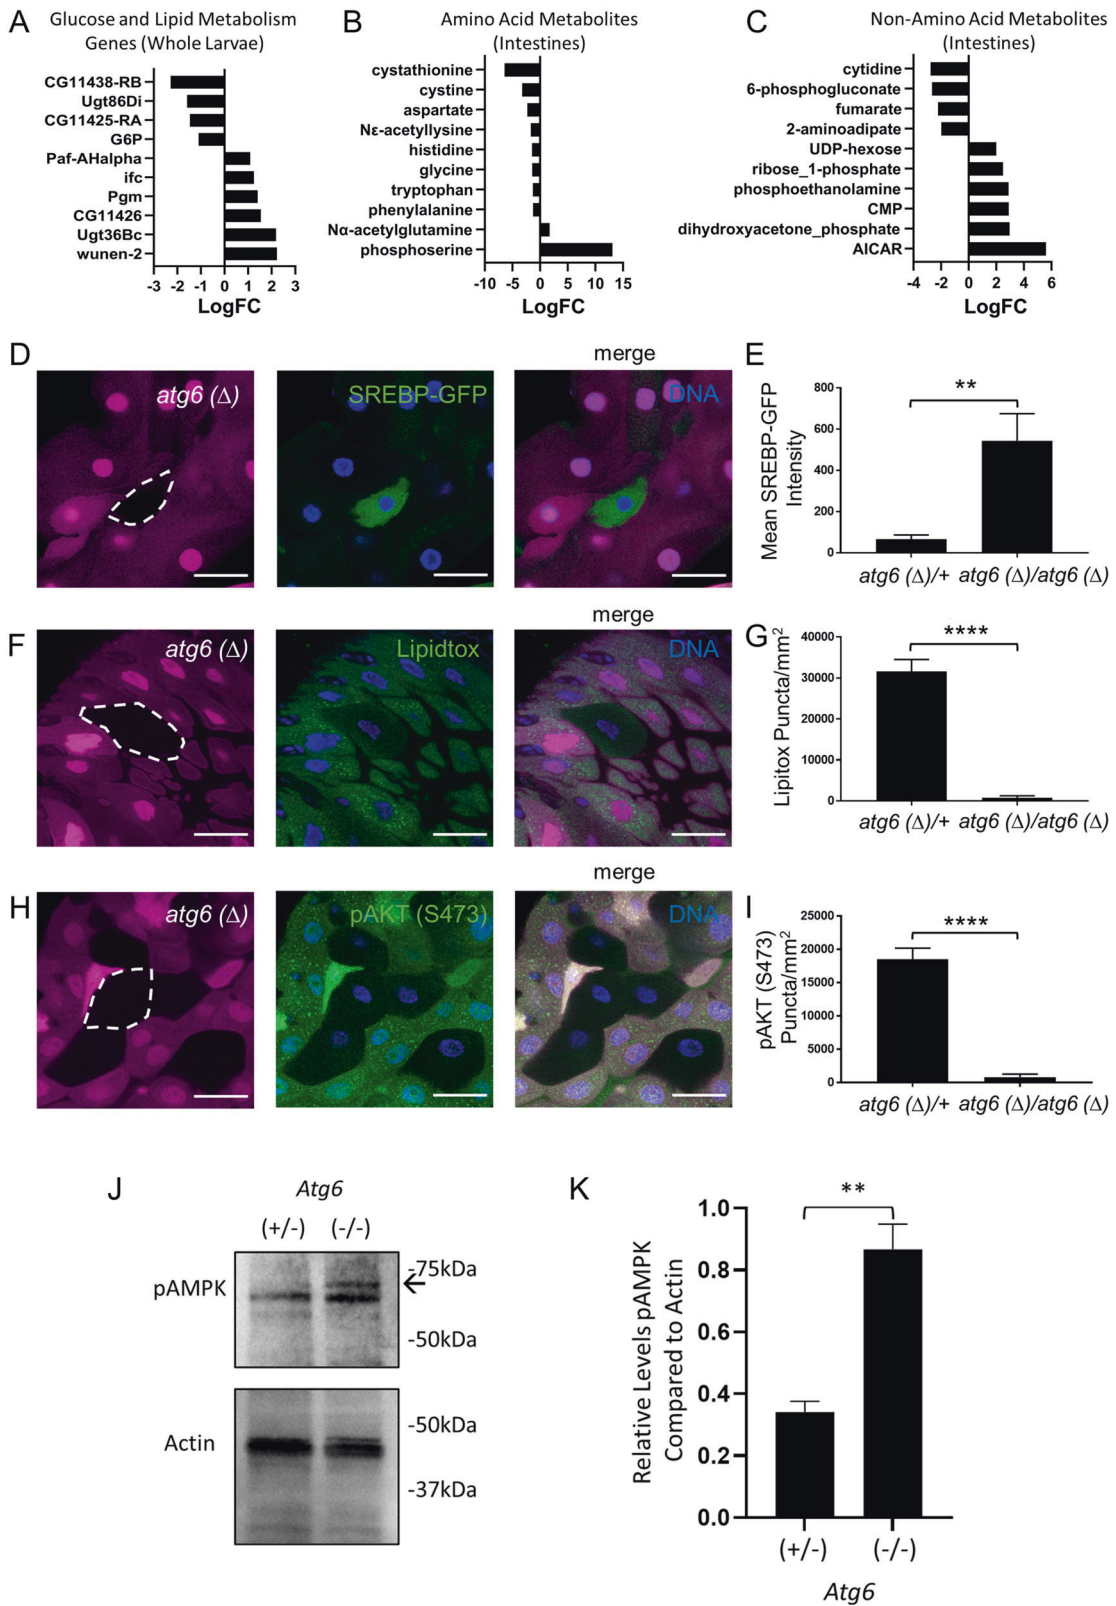 A
Glucose and Lipid Metabolism
Genes (Whole Larvae)
CG11438-RB
Ugt86Di
CG11425-RA
G6P
Paf-AHalpha
ifc
Pgm
CG11426
Ugt36Bc
wunen-2
-3 -2 -1 0 1 2 3
LogFC
B
Amino Acid Metabolites
(Intestines)
cystathionine
cystine
aspartate
Nε-acetyllysine
histidine
glycine
tryptophan
phenylalanine
Nα-acetylglutamine
phosphoserine
-10 -5 0 5 10 15
LogFC
C
Non-Amino Acid Metabolites
(Intestines)
cytidine
6-phosphogluconate
fumarate
2-aminoadipate
UDP-hexose
ribose_1-phosphate
phosphoethanolamine
CMP
dihydroxyacetone_phosphate
AICAR
-4 -2 0 2 4 6
LogFC
D
merge
atg6 (Δ)
SREBP-GFP
DNA
E
Mean SREBP-GFP
Intensity
800
600
400
200
0
**
atg6 (Δ)/+ atg6 (Δ)/atg6 (Δ)
F
merge
atg6 (Δ)
Lipidtox
DNA
G
Lipitox Puncta/mm2
40000
30000
20000
10000
0
****
atg6 (Δ)/+ atg6 (Δ)/atg6 (Δ)
H
merge
atg6 (Δ)
pAKT (S473)
DNA
I
pAKT (S473)
Puncta/mm2
25000
20000
15000
10000
5000
0
****
atg6 (Δ)/+ atg6 (Δ)/atg6 (Δ)
J
Atg6
(+/-) (-/-)
pAMPK
-75kDa
-50kDa
Actin
-50kDa
-37kDa
K
Relative Levels pAMPK
Compared to Actin
1.0
0.8
0.6
0.4
0.2
0.0
**
(+/-) (-/-)
Atg6